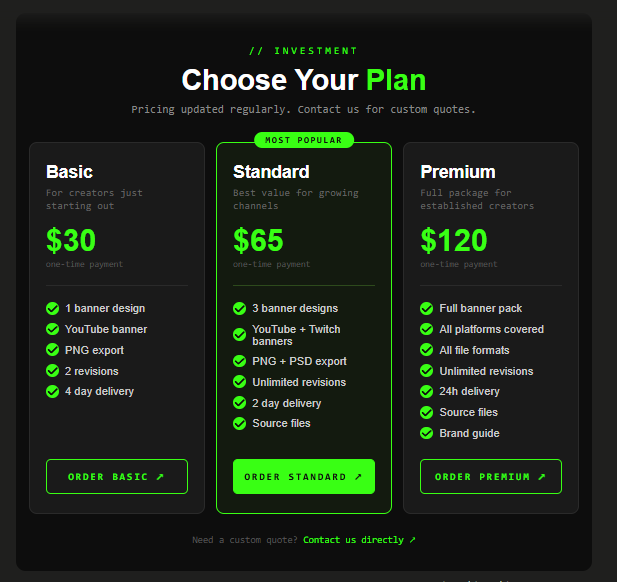 // INVESTMENT
Choose Your Plan
Pricing updated regularly. Contact us for custom quotes.
Basic
For creators just
starting out
$30
one-time payment
1 banner design
YouTube banner
PNG export
2 revisions
4 day delivery
ORDER BASIC ↗
MOST POPULAR
Standard
Best value for growing
channels
$65
one-time payment
3 banner designs
YouTube + Twitch
banners
PNG + PSD export
Unlimited revisions
2 day delivery
Source files
ORDER STANDARD ↗
Premium
Full package for
established creators
$120
one-time payment
Full banner pack
All platforms covered
All file formats
Unlimited revisions
24h delivery
Source files
Brand guide
ORDER PREMIUM ↗
Need a custom quote? Contact us directly ↗